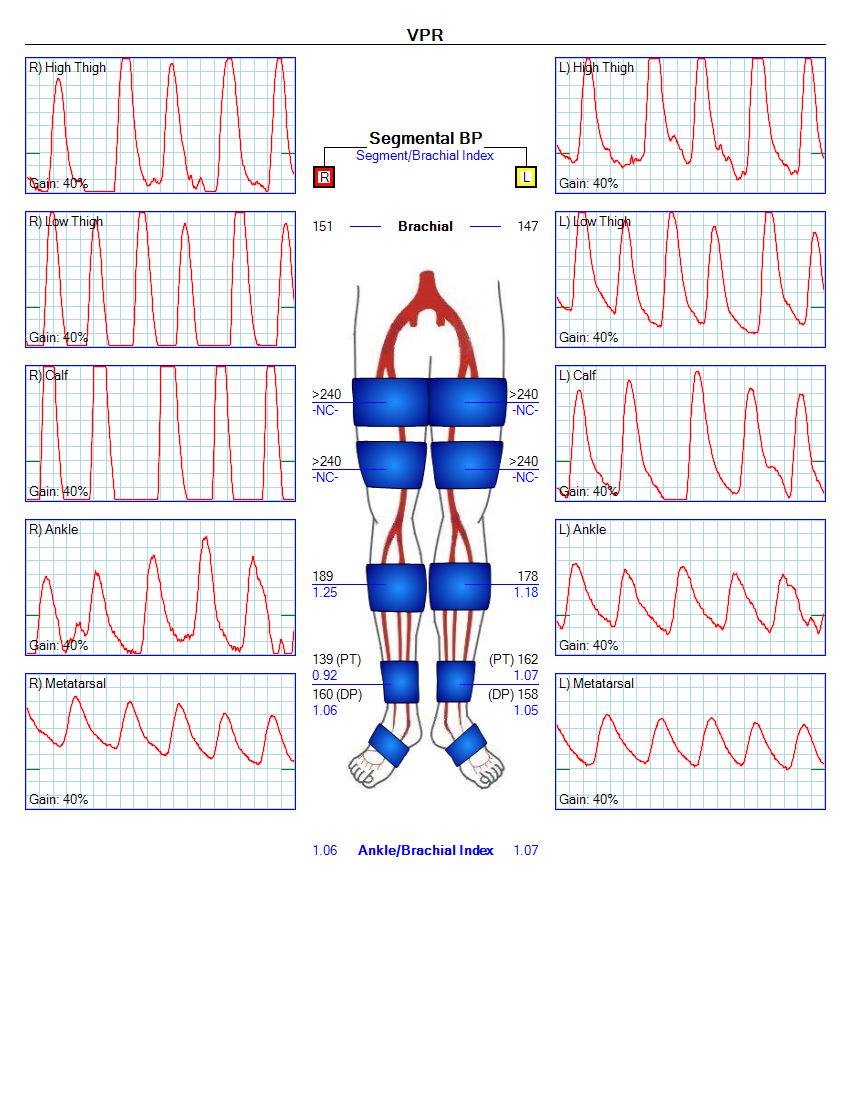 VPR
R) High Thigh
Gain: 40%
L) High Thigh
Gain: 40%
Segmental BP
Segment/Brachial Index
R
L
151 Brachial 147
R) Low Thigh
Gain: 40%
L) Low Thigh
Gain: 40%
R) Calf
Gain: 40%
L) Calf
Gain: 40%
>240 >240
-NC- -NC-
>240 >240
-NC- -NC-
R) Ankle
Gain: 40%
L) Ankle
Gain: 40%
189 178
1.25 1.18
139 (PT) (PT) 162
0.92 1.07
160 (DP) (DP) 158
1.06 1.05
R) Metatarsal
Gain: 40%
L) Metatarsal
Gain: 40%
1.06 Ankle/Brachial Index 1.07